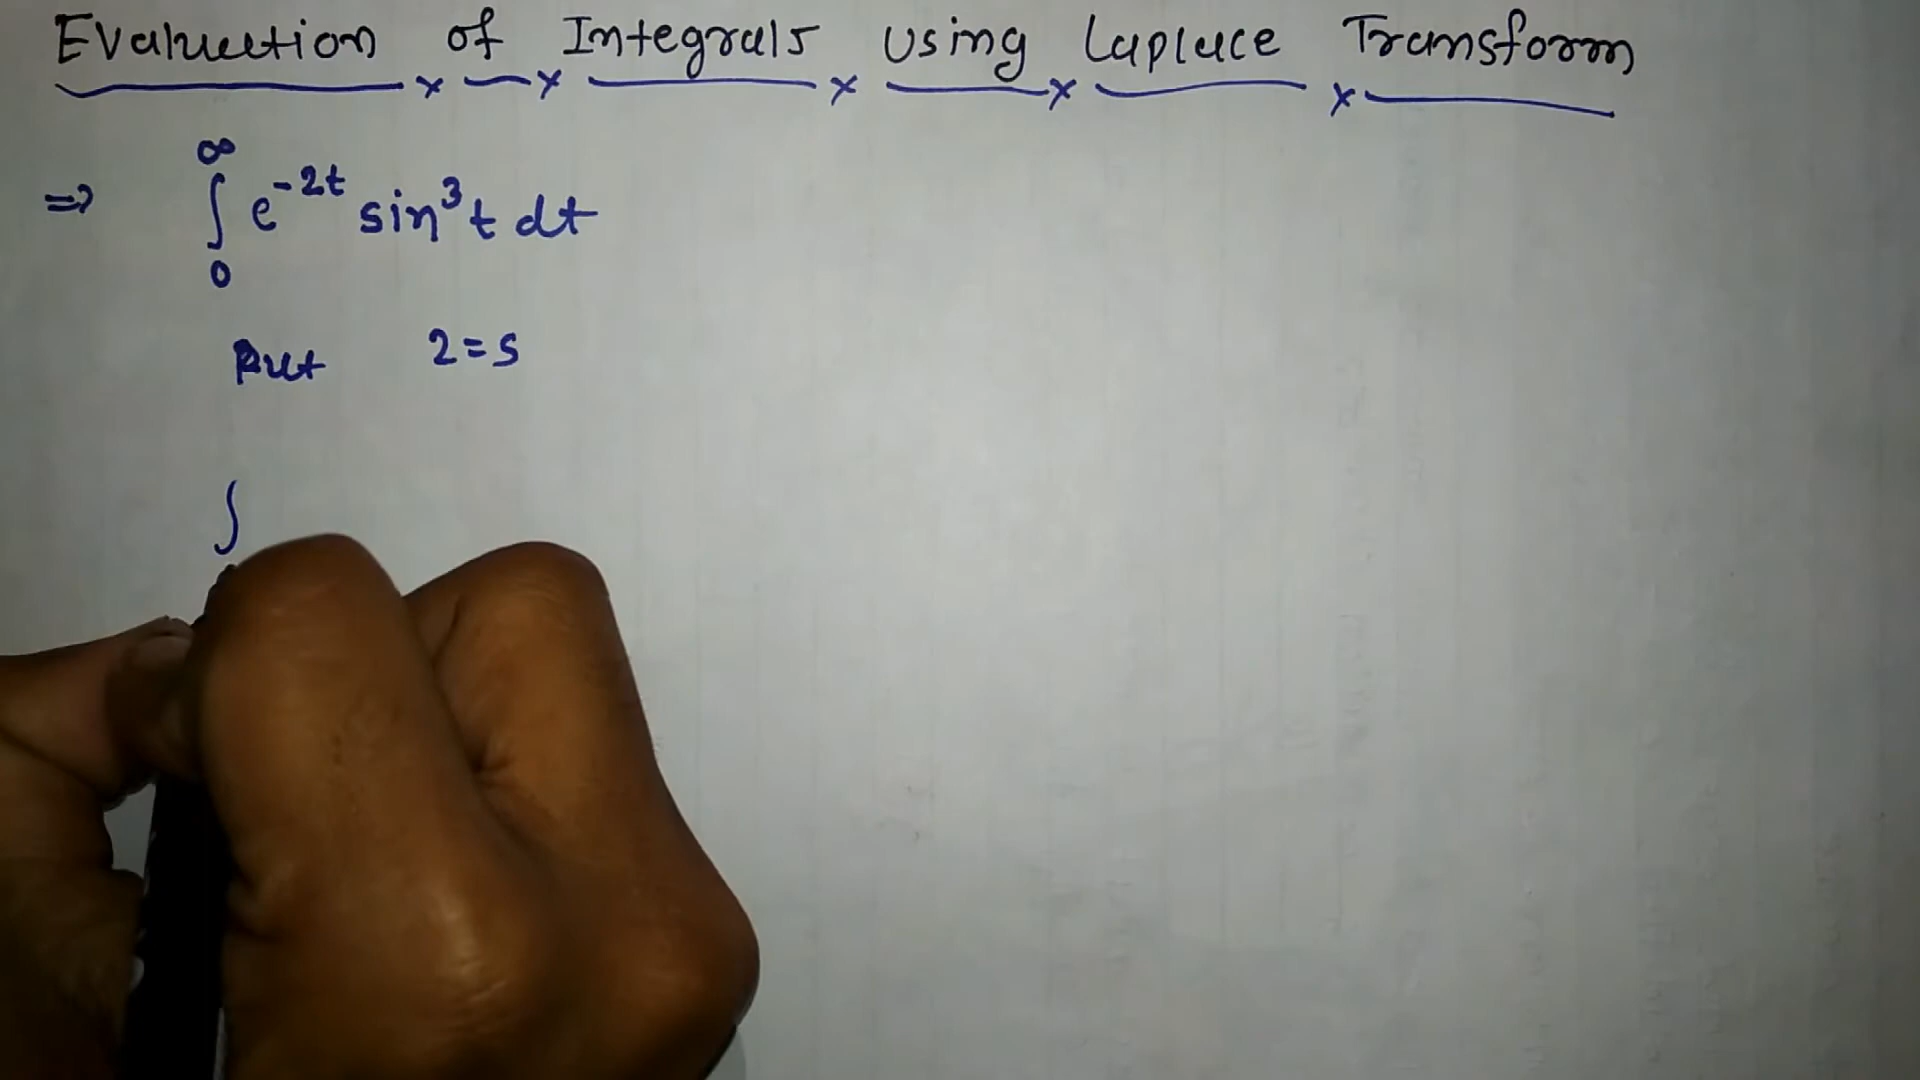 Evaluation of Integrals using Laplace Transform
⇒ ∫₀^∞ e^{-2t} sin³t dt
Put 2=s
∫